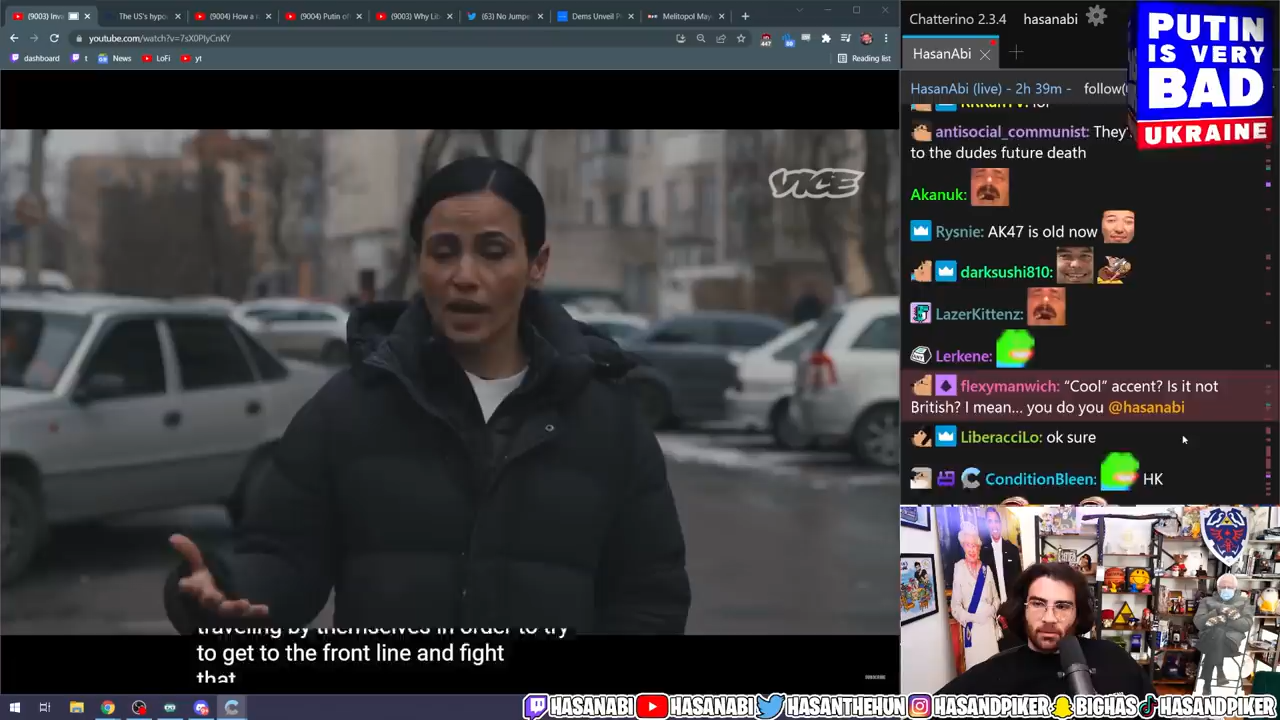 (9003) Inva
The US's hypo
(9004) How a
(9004) Putin of
(9003) Why Lib
(63) No Jumpe
Dems Unveil P
Melitopol May
youtube.com/watch?v=7sX0PlyCnKY
447
dashboard
t
News
LoFi
yt
Reading list
VICE
traveling by themselves in order to try
to get to the front line and fight
that
Chatterino 2.3.4
hasanabi
HasanAbi
HasanAbi (live) - 2h 39m -
follow(
PUTIN
IS VERY
BAD
UKRAINE
antisocial_communist: They'
to the dudes future death
Akanuk:
Rysnie: AK47 is old now
darksushi810:
LazerKittenz:
Lerkene:
flexymanwich: “Cool” accent? Is it not
British? I mean... you do you @hasanabi
LiberacciLo: ok sure
ConditionBleen: HK
HASANABI
HASANABI
HASANTHEHUN
HASANDPIKER
BIGHAS
HASANDPIKER